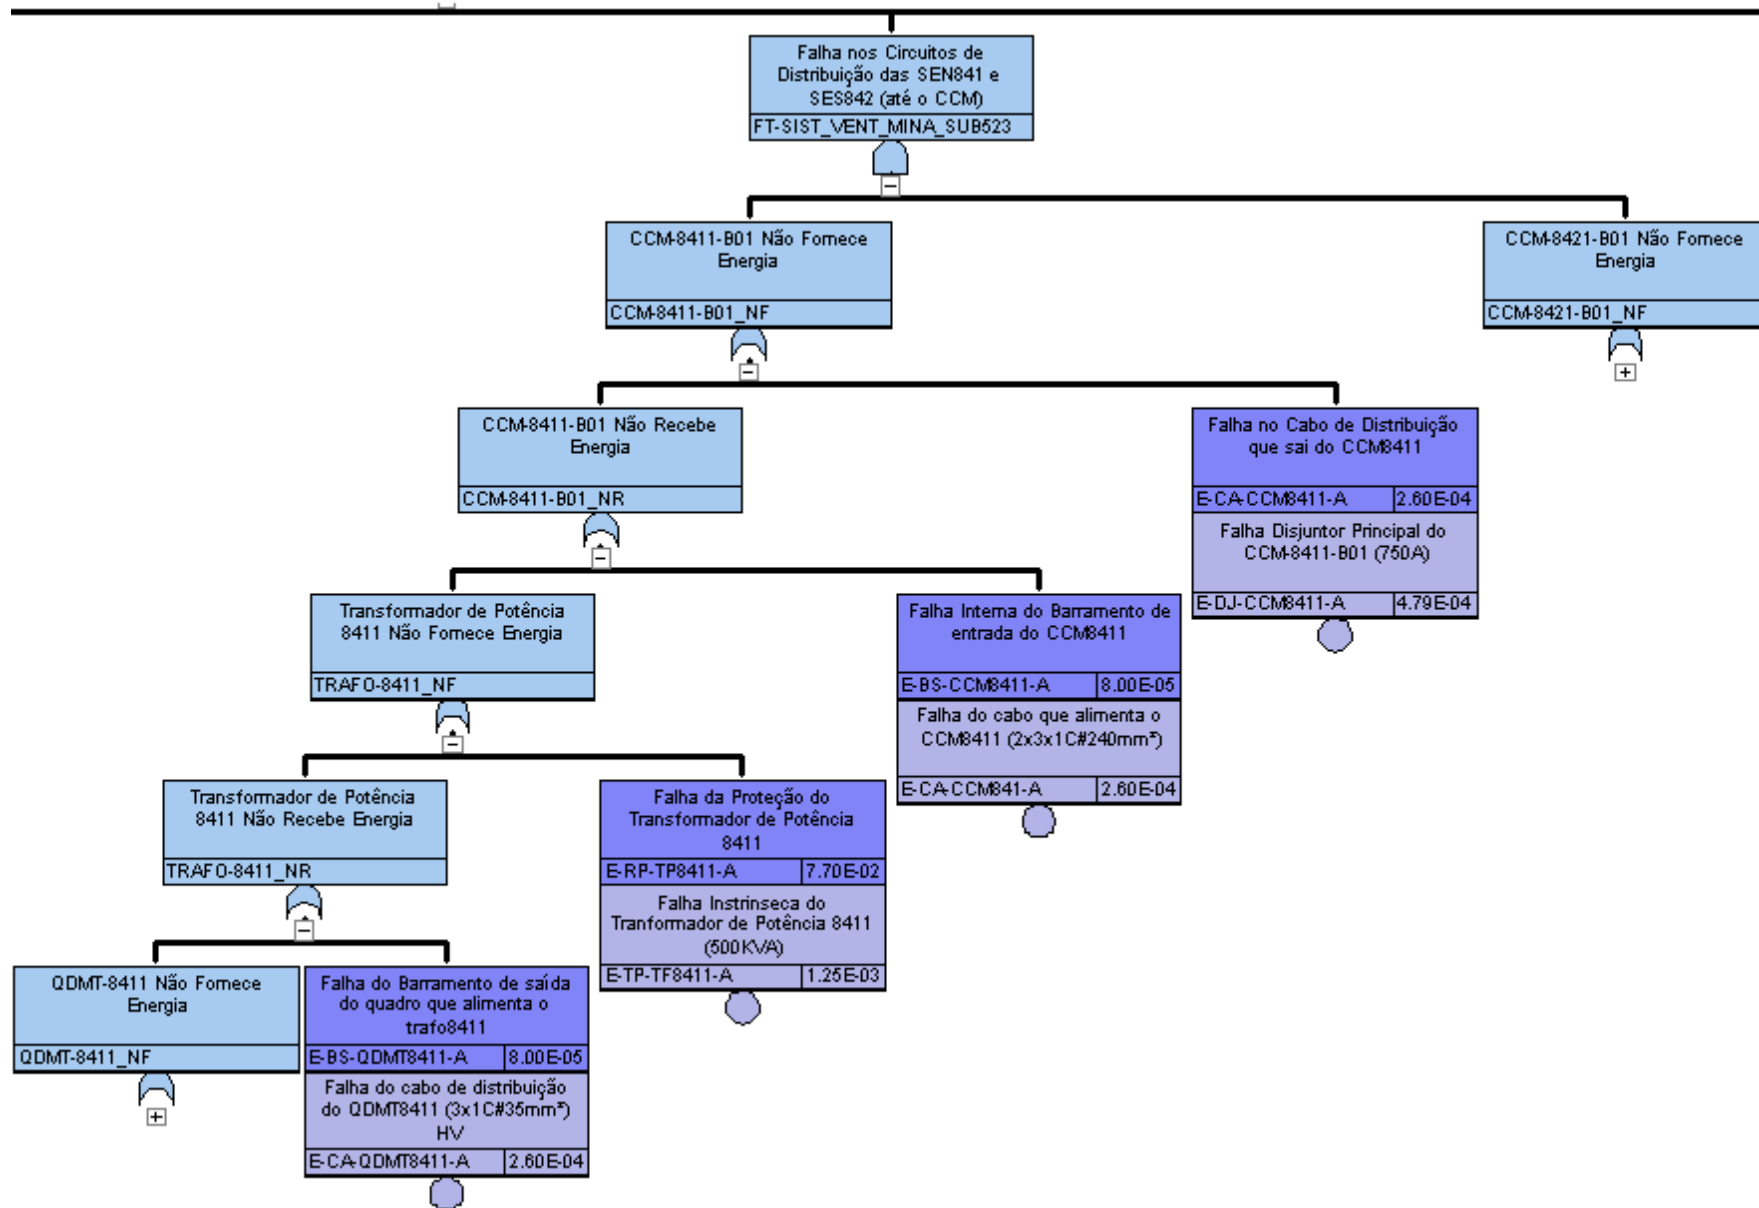 Falha nos Circuitos de
Distribuição das SEN841 e
SES842 (até o CCM)
FT-SIST_VENT_MINA_SUB523
CCM-8411-B01 Não Fornece
Energia
CCM-8411-B01_NF
CCM-8421-B01 Não Fornece
Energia
CCM-8421-B01_NF
CCM-8411-B01 Não Recebe
Energia
CCM-8411-B01_NR
Falha no Cabo de Distribuição
que sai do CCM8411
E-CA-CCM8411-A 2.60E-04
Falha Disjuntor Principal do
CCM-8411-B01 (750A)
E-DJ-CCM8411-A 4.79E-04
Transformador de Potência
8411 Não Fornece Energia
TRAFO-8411_NF
Falha Interna do Barramento de
entrada do CCM8411
E-BS-CCM8411-A 8.00E-05
Falha do cabo que alimenta o
CCM8411 (2x3x1C#240mm²)
E-CA-CCM841-A 2.60E-04
Transformador de Potência
8411 Não Recebe Energia
TRAFO-8411_NR
Falha da Proteção do
Transformador de Potência
8411
E-RP-TP8411-A 7.70E-02
Falha Instrinseca do
Tranformador de Potência 8411
(500KVA)
E-TP-TF8411-A 1.25E-03
QDMT-8411 Não Fornece
Energia
QDMT-8411_NF
Falha do Barramento de saída
do quadro que alimenta o
trafo8411
E-BS-QDMT8411-A 8.00E-05
Falha do cabo de distribuição
do QDMT8411 (3x1C#35mm²)
HV
E-CA-QDMT8411-A 2.60E-04